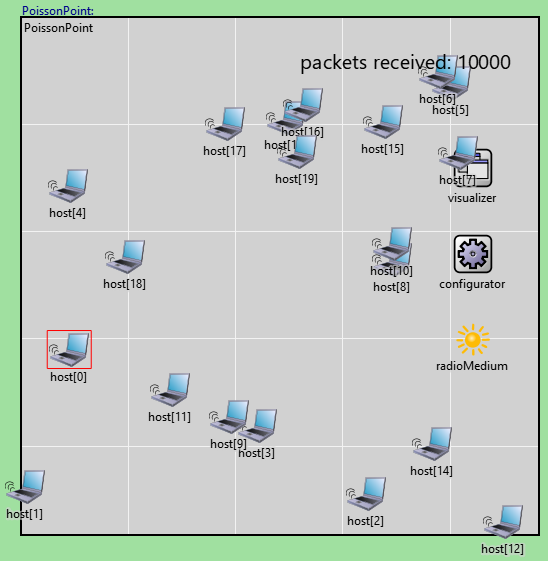 PoissonPoint:
PoissonPoint
packets received: 10000
host[6]
host[5]
host[16]
host[17]
host[15]
host[19]
host[7]
visualizer
host[4]
host[18]
host[10]
host[8]
configurator
host[0]
radioMedium
host[11]
host[9]
host[3]
host[14]
host[1]
host[2]
host[12]